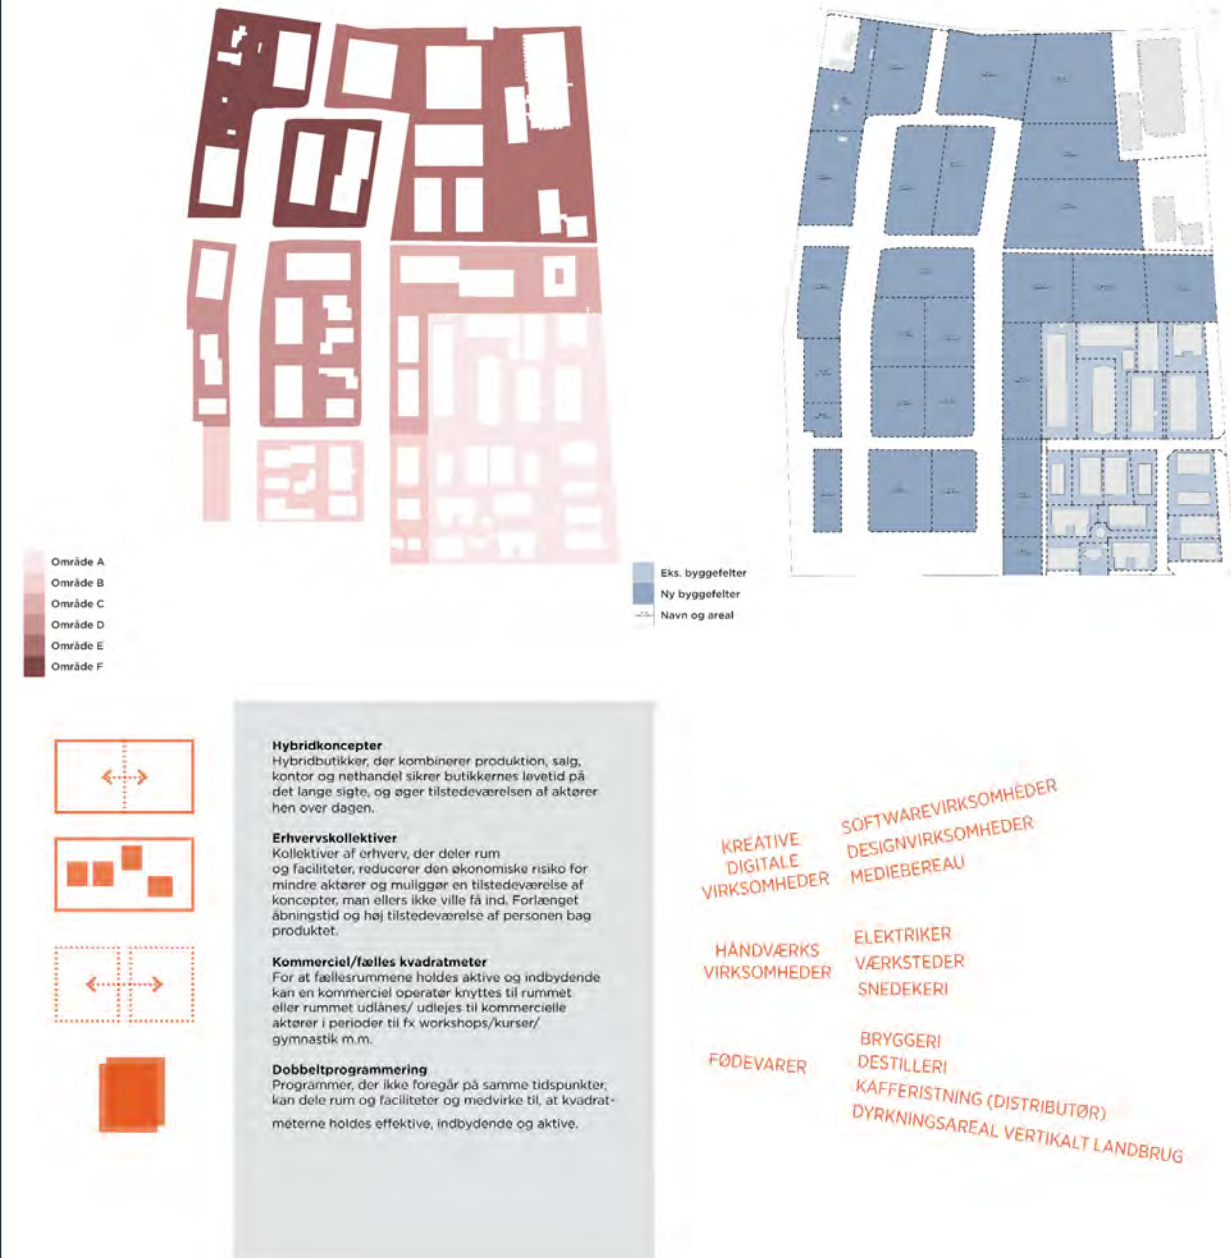 Område A
Område B
Område C
Område D
Område E
Område F
Eks. byggefelter
Ny byggefelter
Navn og areal
Hybridkoncepter
Hybridbutikker, der kombinerer produktion, salg,
kontor og nethandel sikrer butikkernes levetid på
det lange sigte, og øger tilstedeværelsen af aktører
hen over dagen.
Erhvervskollektiver
Kollektiver af erhverv, der deler rum
og faciliteter, reducerer den økonomiske risiko for
mindre aktører og muliggør en tilstedeværelse af
koncepter, man ellers ikke ville få ind. Forlænget
åbningstid og høj tilstedeværelse af personen bag
produktet.
Kommerciel/fælles kvadratmeter
For at fællesrummene holdes aktive og indbydende
kan en kommerciel operatør knyttes til rummet
eller rummet udlånes/ udlejes til kommercielle
aktører i perioder til fx workshops/kurser/
gymnastik m.m.
Dobbeltprogrammering
Programmer, der ikke foregår på samme tidspunkter,
kan dele rum og faciliteter og medvirke til, at kvadrat-
meterne holdes effektive, indbydende og aktive.
KREATIVE
DIGITALE
VIRKSOMHEDER
SOFTWAREVIRKSOMHEDER
DESIGNVIRKSOMHEDER
MEDIEBEREAU
HÅNDVÆRKS
VIRKSOMHEDER
ELEKTRIKER
VÆRKSTEDER
SNEDEKERI
FØDEVARER
BRYGGERI
DESTILLERI
KAFFERISTNING (DISTRIBUTØR)
DYRKNINGSAREAL VERTIKALT LANDBRUG